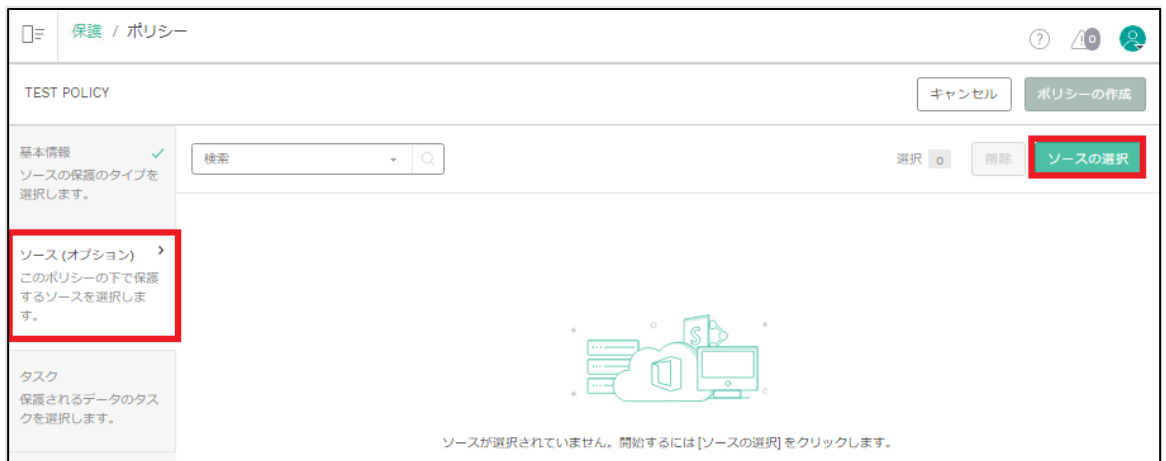 保護 / ポリシー
0
TEST POLICY
キャンセル
ポリシーの作成
基本情報
ソースの保護のタイプを
選択します。
検索
選択 0
削除
ソースの選択
ソース (オプション)
このポリシーの下で保護
するソースを選択しま
す。
タスク
保護されるデータのタス
クを選択します。
ソースが選択されていません。開始するには [ソースの選択] をクリックします。